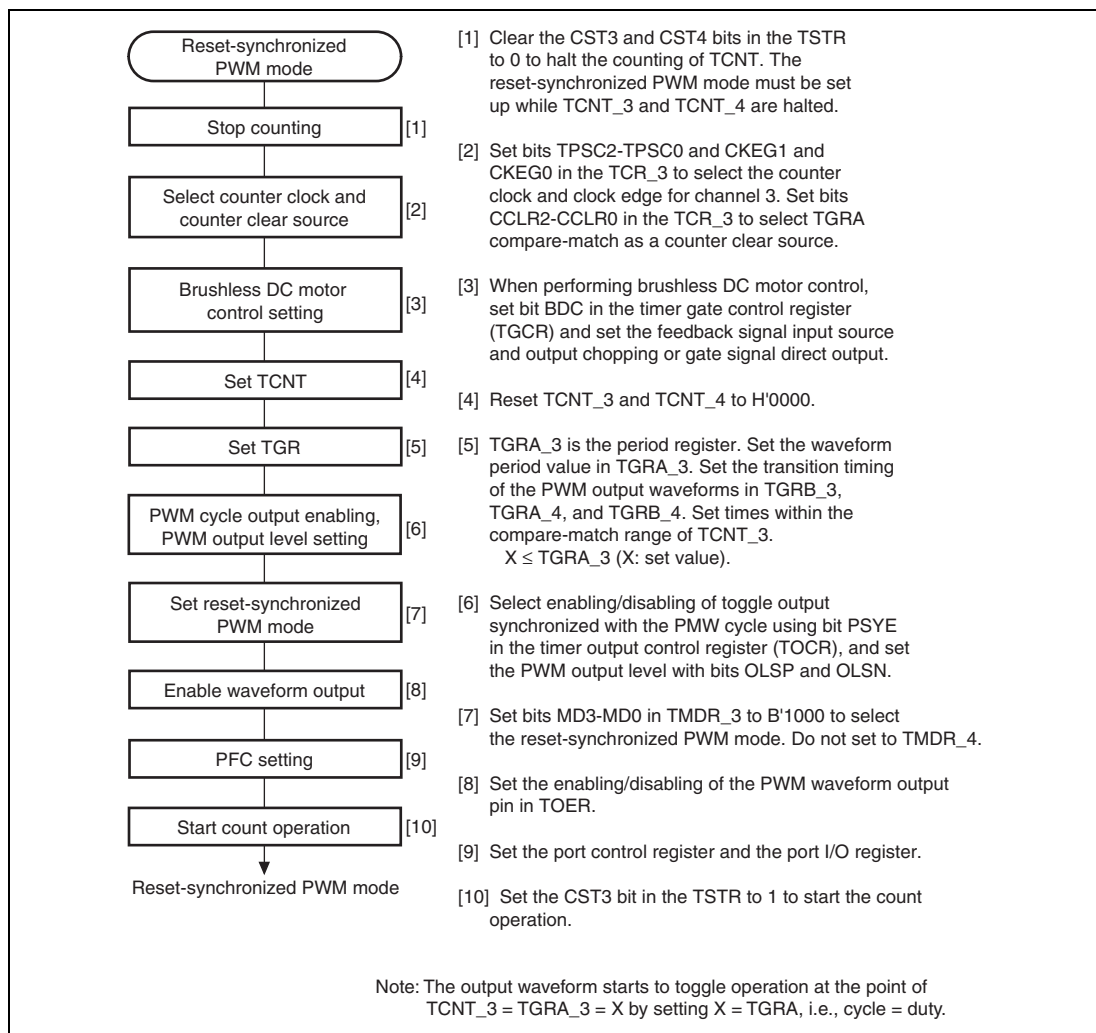 Reset-synchronized
PWM mode
Stop counting
[1]
Select counter clock and
counter clear source
[2]
Brushless DC motor
control setting
[3]
Set TCNT
[4]
Set TGR
[5]
PWM cycle output enabling,
PWM output level setting
[6]
Set reset-synchronized
PWM mode
[7]
Enable waveform output
[8]
PFC setting
[9]
Start count operation
[10]
Reset-synchronized PWM mode
[1] Clear the CST3 and CST4 bits in the TSTR
to 0 to halt the counting of TCNT. The
reset-synchronized PWM mode must be set
up while TCNT_3 and TCNT_4 are halted.
[2] Set bits TPSC2-TPSC0 and CKEG1 and
CKEG0 in the TCR_3 to select the counter
clock and clock edge for channel 3. Set bits
CCLR2-CCLR0 in the TCR_3 to select TGRA
compare-match as a counter clear source.
[3] When performing brushless DC motor control,
set bit BDC in the timer gate control register
(TGCR) and set the feedback signal input source
and output chopping or gate signal direct output.
[4] Reset TCNT_3 and TCNT_4 to H'0000.
[5] TGRA_3 is the period register. Set the waveform
period value in TGRA_3. Set the transition timing
of the PWM output waveforms in TGRB_3,
TGRA_4, and TGRB_4. Set times within the
compare-match range of TCNT_3.
X ≤ TGRA_3 (X: set value).
[6] Select enabling/disabling of toggle output
synchronized with the PMW cycle using bit PSYE
in the timer output control register (TOCR), and set
the PWM output level with bits OLSP and OLSN.
[7] Set bits MD3-MD0 in TMDR_3 to B'1000 to select
the reset-synchronized PWM mode. Do not set to TMDR_4.
[8] Set the enabling/disabling of the PWM waveform output
pin in TOER.
[9] Set the port control register and the port I/O register.
[10] Set the CST3 bit in the TSTR to 1 to start the count
operation.
Note: The output waveform starts to toggle operation at the point of
TCNT_3 = TGRA_3 = X by setting X = TGRA, i.e., cycle = duty.